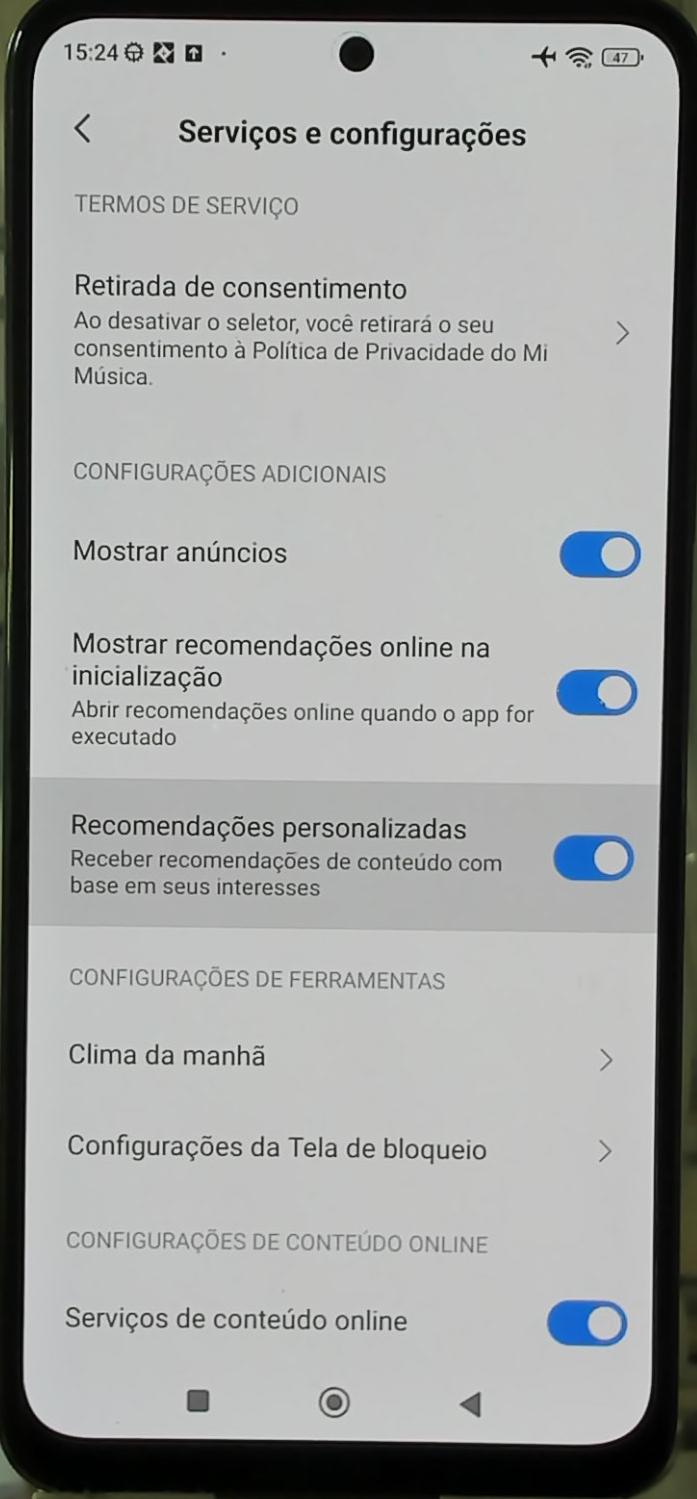 15:24
47
Serviços e configurações
TERMOS DE SERVIÇO
Retirada de consentimento
Ao desativar o seletor, você retirará o seu
consentimento à Política de Privacidade do Mi
Música.
CONFIGURAÇÕES ADICIONAIS
Mostrar anúncios
Mostrar recomendações online na
inicialização
Abrir recomendações online quando o app for
executado
Recomendações personalizadas
Receber recomendações de conteúdo com
base em seus interesses
CONFIGURAÇÕES DE FERRAMENTAS
Clima da manhã
Configurações da Tela de bloqueio
CONFIGURAÇÕES DE CONTEÚDO ONLINE
Serviços de conteúdo online